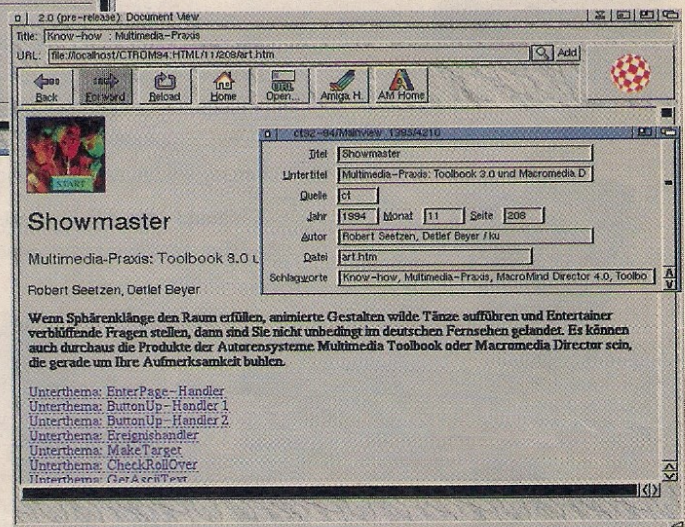 2.0 (pre-release) Document View
Title: Know-how : Multimedia-Praxis
URL: file://localhost/CTROM94:HTML/11/208/art.htm Add
Back Forward Reload Home Open... Amiga H. AM Home
START
ct92-94/Mainview 1395/4210
Titel Showmaster
Untertitel Multimedia-Praxis: Toolbook 3.0 und Macromedia D
Quelle ct
Jahr 1994 Monat 11 Seite 208
Autor Robert Seetzen, Detlef Beyer /ku
Datei art.htm
Schlagworte Know-how, Multimedia-Praxis, MacroMind Director 4.0, Toolbo
Showmaster
Multimedia-Praxis: Toolbook 3.0 u
Robert Seetzen, Detlef Beyer
Wenn Sphärenklänge den Raum erfüllen, animierte Gestalten wilde Tänze aufführen und Entertainer
verblüffende Fragen stellen, dann sind Sie nicht unbedingt im deutschen Fernsehen gelandet. Es können
auch durchaus die Produkte der Autorensysteme Multimedia Toolbook oder Macromedia Director sein,
die gerade um Ihre Aufmerksamkeit buhlen.
Unterthema: EnterPage-Handler
Unterthema: ButtonUp-Handler 1
Unterthema: ButtonUp-Handler 2
Unterthema: Ereignishandler
Unterthema: MakeTarget
Unterthema: CheckRollOver
Unterthema: GetAsciiText